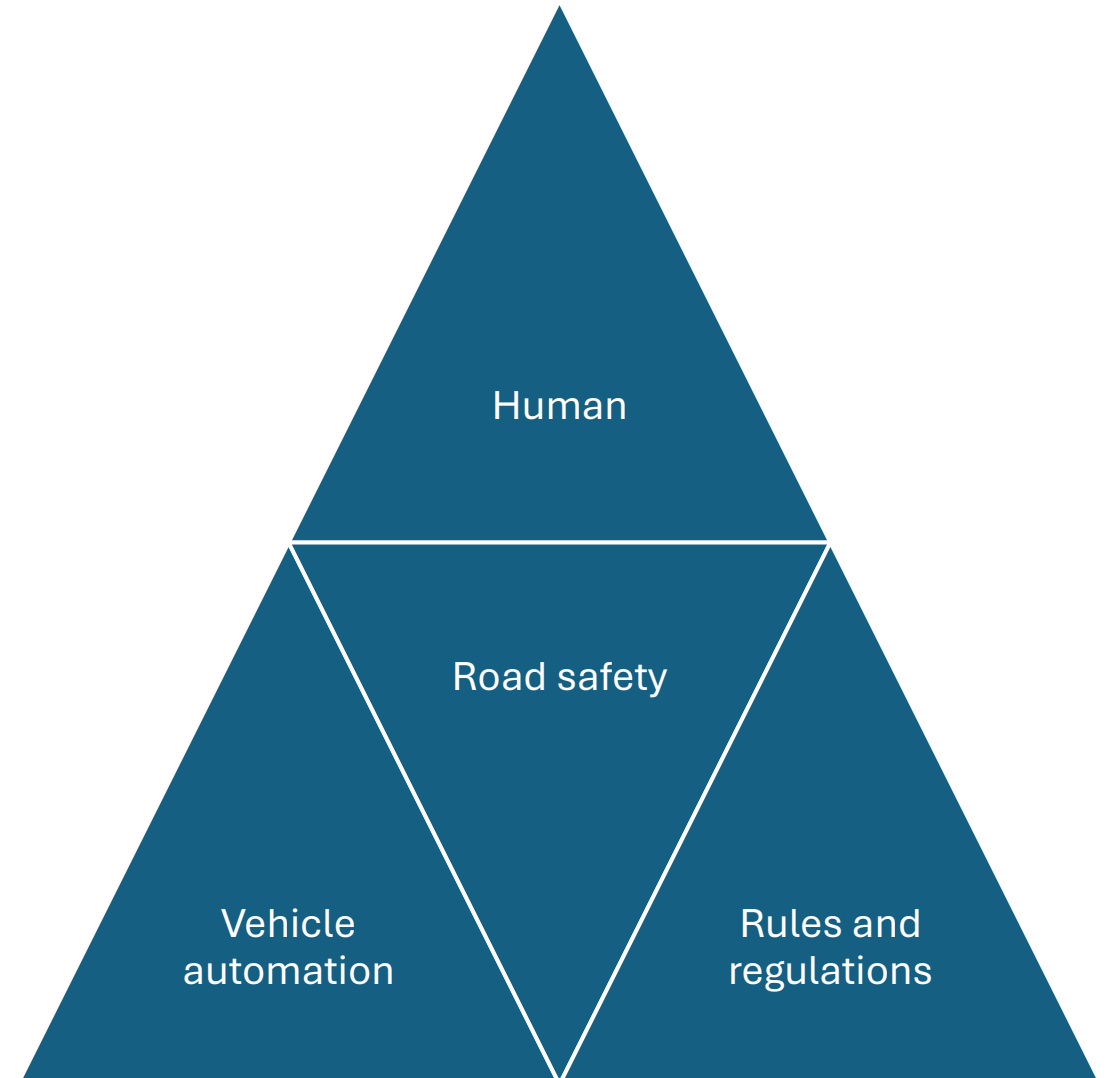 Human
Road safety
Vehicle
automation
Rules and
regulations